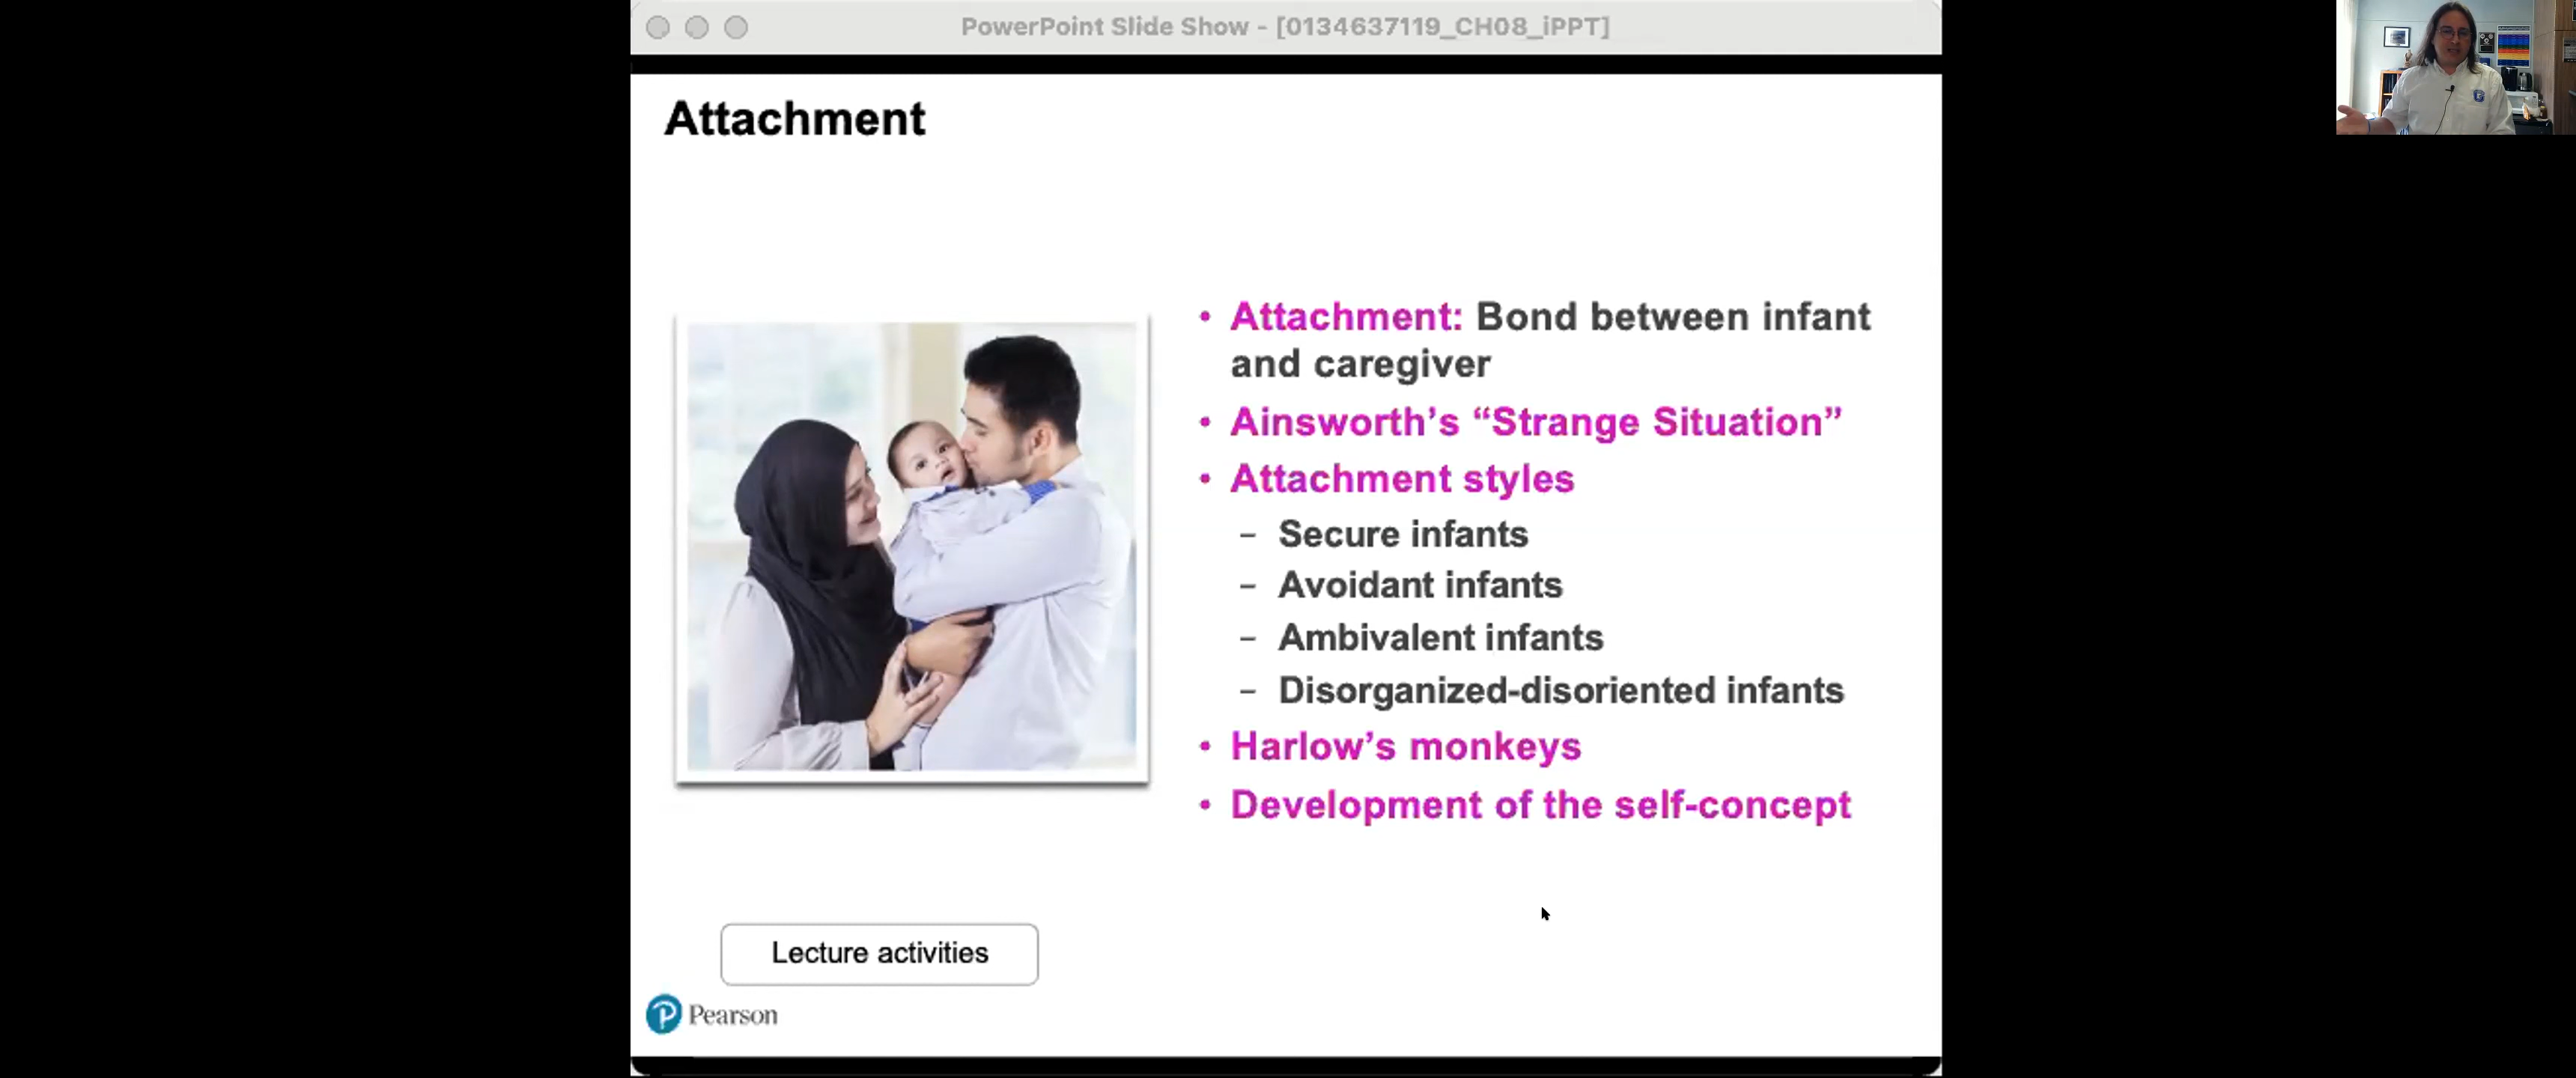 PowerPoint Slide Show - [0134637119_CH08_iPPT]
Attachment
• Attachment: Bond between infant
and caregiver
• Ainsworth's “Strange Situation”
• Attachment styles
– Secure infants
– Avoidant infants
– Ambivalent infants
– Disorganized-disoriented infants
• Harlow's monkeys
• Development of the self-concept
Lecture activities
Pearson